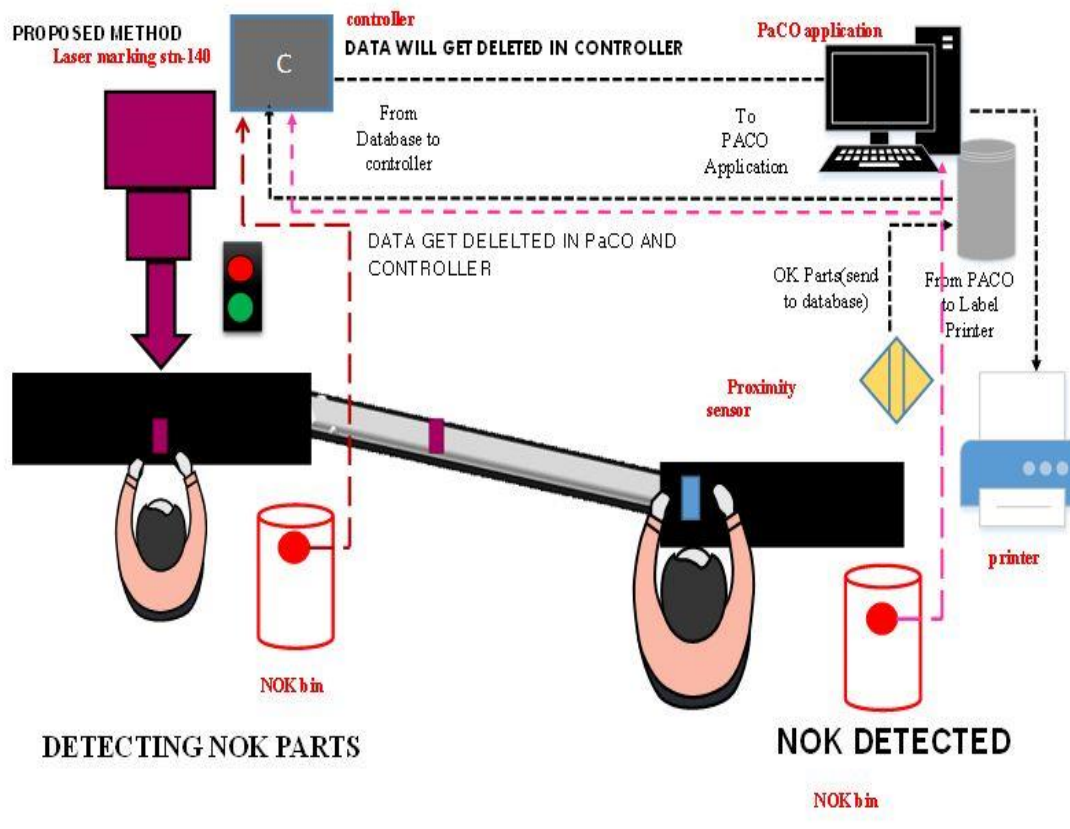 PROPOSED METHOD
Laser marking stn-140
C
controller
DATA WILL GET DELETED IN CONTROLLER
PaCO application
From
Database to
controller
To
PACO
Application
DATA GET DELELTED IN PaCO AND
CONTROLLER
OK Parts(send
to database)
From PACO
to Label
Printer
Proximity
sensor
printer
NOK bin
DETECTING NOK PARTS
NOK DETECTED
NOK bin